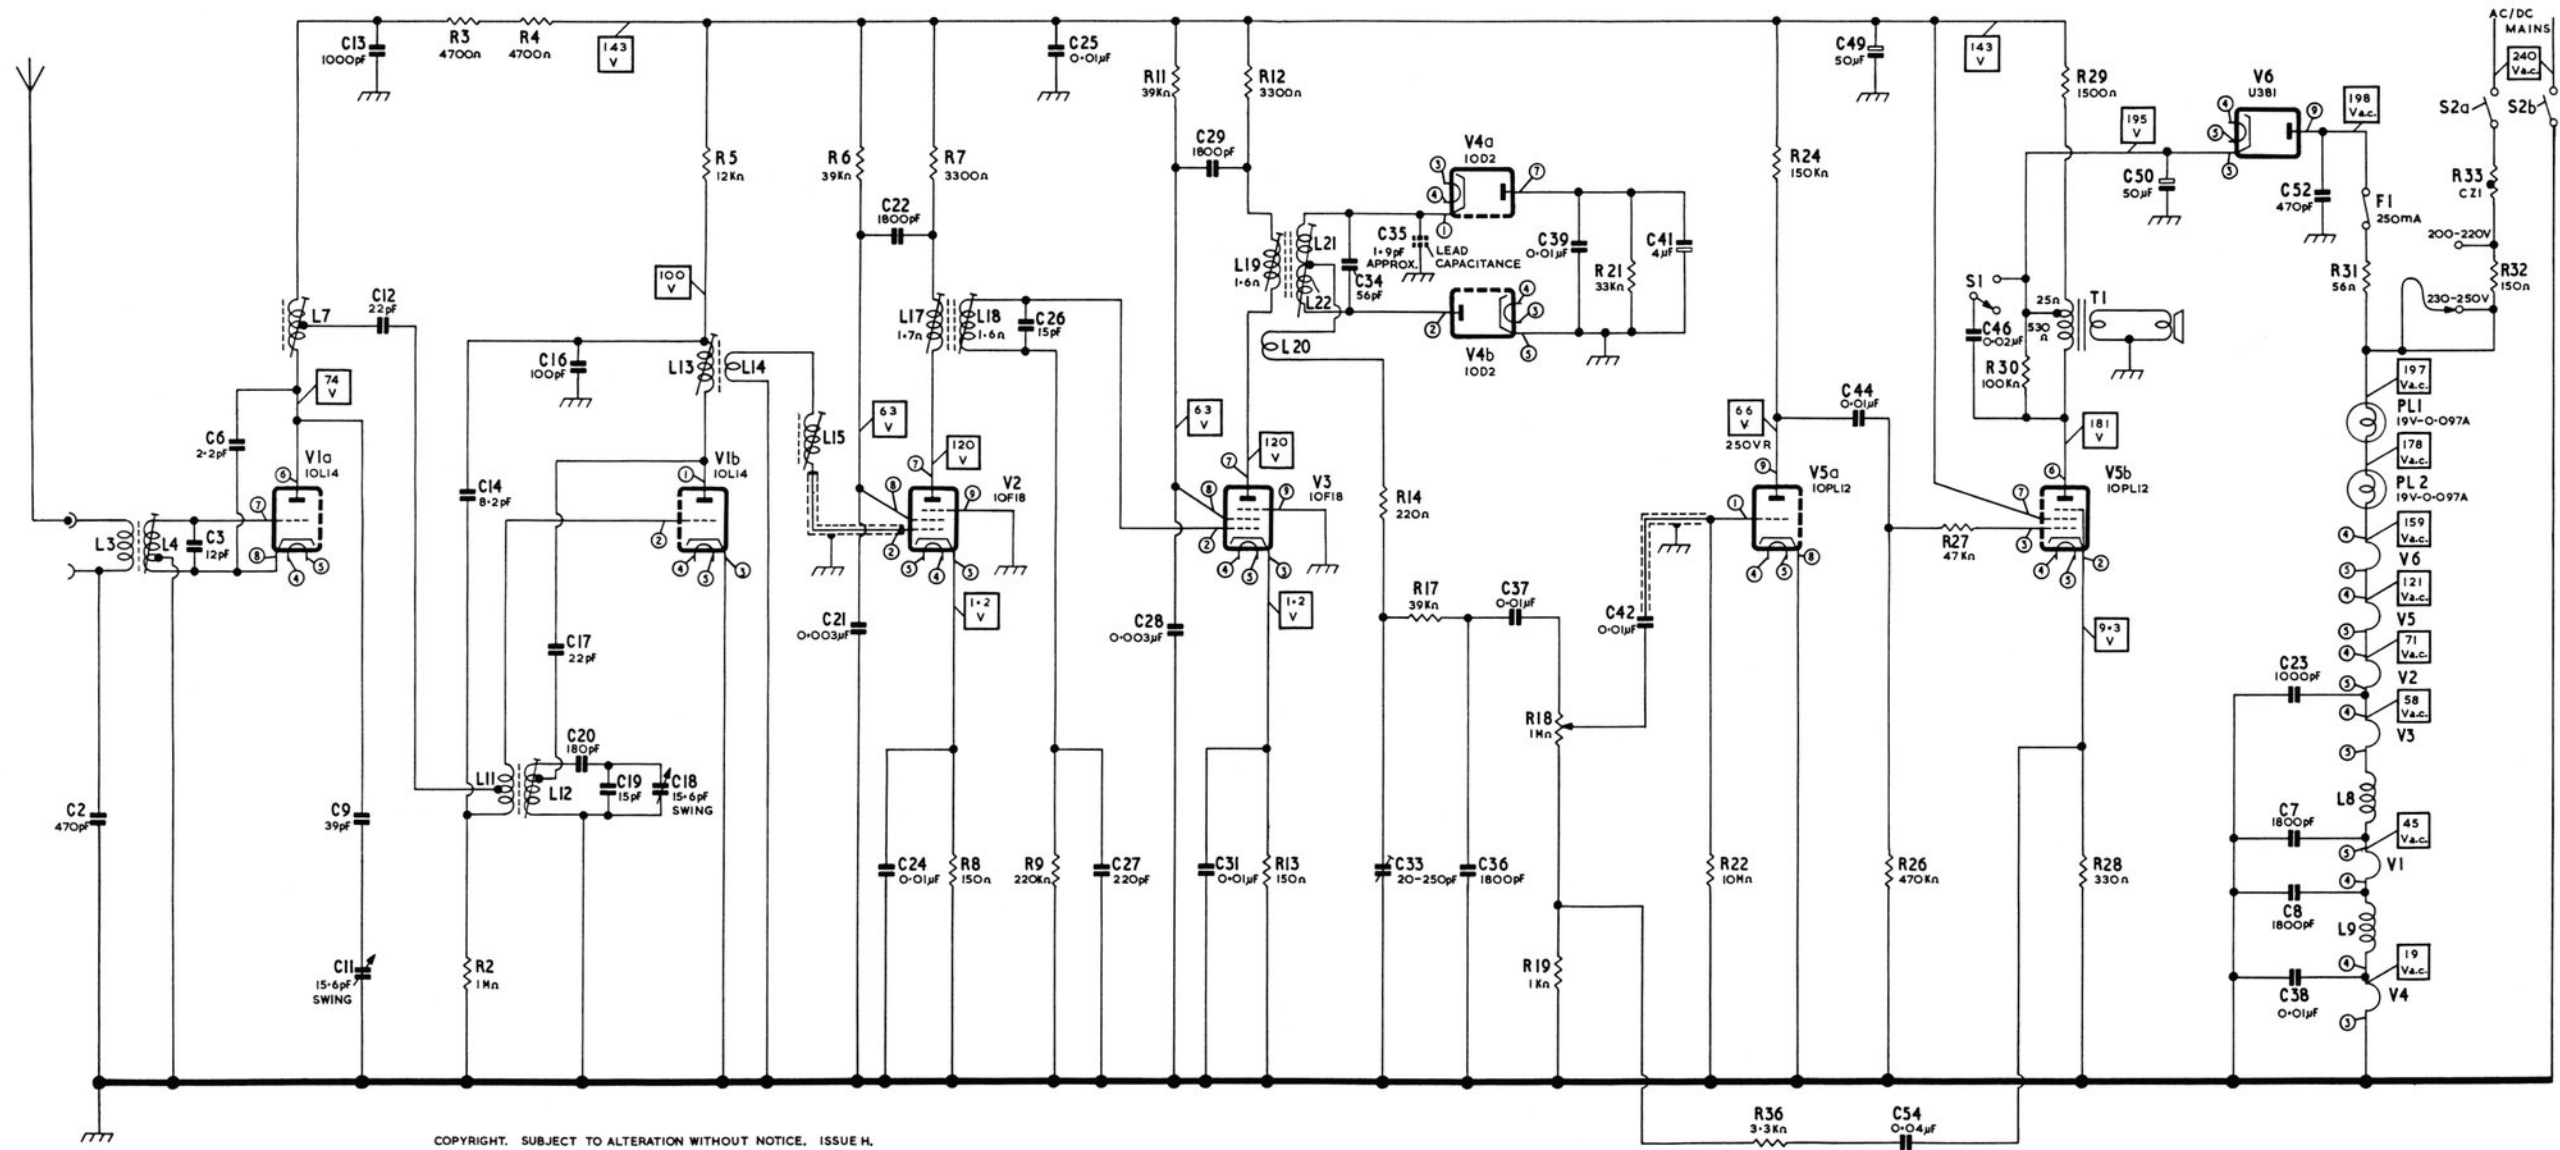 C13
1000pF
R3
4700Ω
R4
4700Ω
143
V
C25
0·01µF
R11
39KΩ
R12
3300Ω
C49
50µF
143
V
R29
1500Ω
V6
U381
198
Va.c.
AC/DC
MAINS
240
Va.c.
S2a
S2b
R5
12KΩ
R6
39KΩ
R7
3300Ω
C22
1800pF
C29
1800pF
V4a
10D2
R24
150KΩ
195
V
C50
50µF
C52
470pF
F1
250mA
R33
CZ1
200-220V
L7
C12
22pF
100
V
L19
1·6Ω
L21
L22
C34
56pF
C35
1·9pF
APPROX.
LEAD
CAPACITANCE
C39
0·01µF
R21
33KΩ
C41
4µF
V4b
10D2
S1
C46
0·02µF
25Ω
530
Ω
T1
R30
100KΩ
R31
56Ω
R32
150Ω
230-250V
74
V
C16
100pF
L13
L14
L17
1·7Ω
L18
1·6Ω
C26
15pF
L20
197
Va.c.
PL1
19V-0·097A
178
Va.c.
PL2
19V-0·097A
C6
2·2pF
L15
63
V
120
V
63
V
120
V
66
V
250VR
C44
0·01µF
181
V
V1a
10L14
C14
8·2pF
V1b
10L14
V2
10F18
V3
10F18
R14
220Ω
V5a
10PL12
V5b
10PL12
R27
47KΩ
159
Va.c.
V6
121
Va.c.
V5
71
Va.c.
V2
58
Va.c.
V3
L3
L4
C3
12pF
C17
22pF
C21
0·003µF
1·2
V
C28
0·003µF
1·2
V
R17
39KΩ
C37
0·01µF
C42
0·01µF
9·3
V
C23
1000pF
R18
1MΩ
C2
470pF
C9
39pF
L11
L12
C20
180pF
C19
15pF
C18
15·6pF
SWING
L8
C7
1800pF
45
Va.c.
V1
C24
0·01µF
R8
150Ω
R9
220KΩ
C27
220pF
C31
0·01µF
R13
150Ω
C33
20-250pF
C36
1800pF
R22
10MΩ
R26
470KΩ
R28
330Ω
C8
1800pF
L9
C11
15·6pF
SWING
R2
1MΩ
R19
1KΩ
C38
0·01µF
19
Va.c.
V4
R36
3·3KΩ
C54
0·04µF
COPYRIGHT. SUBJECT TO ALTERATION WITHOUT NOTICE. ISSUE H.